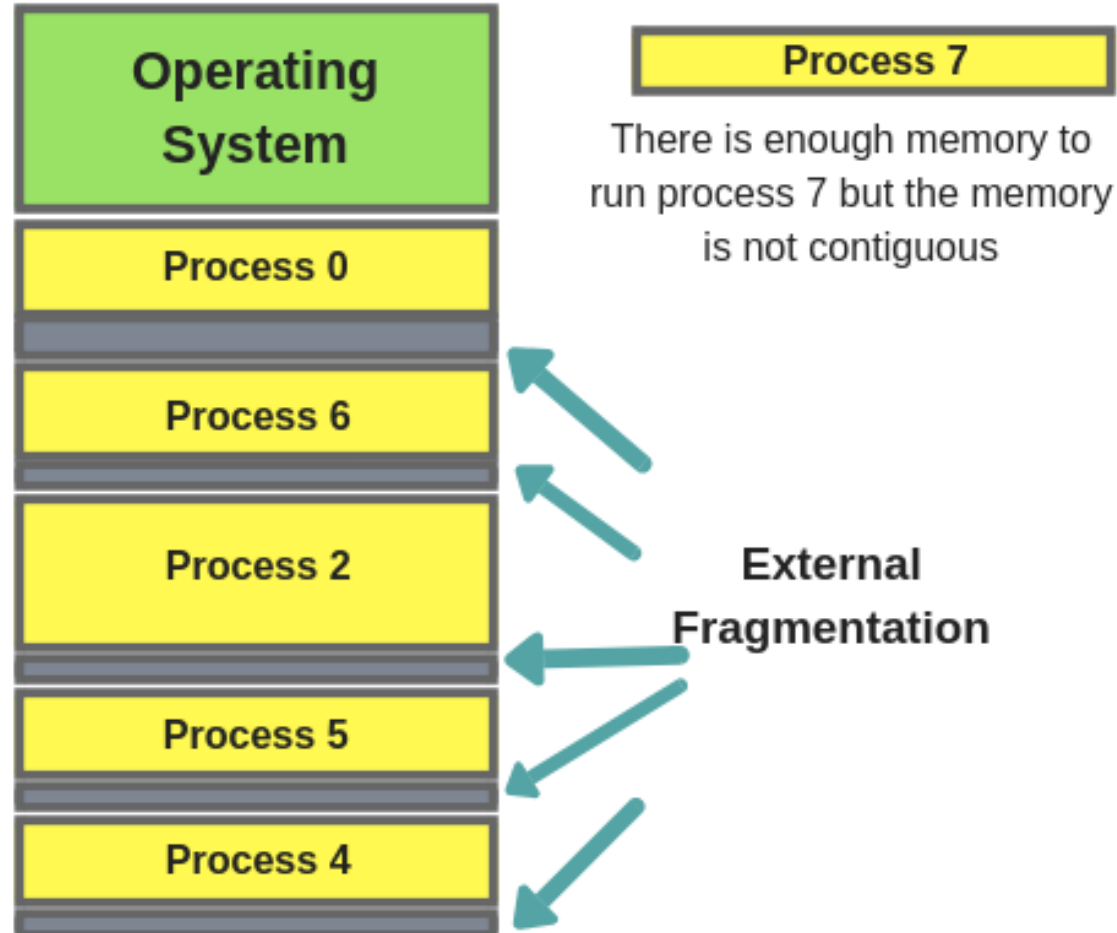 Operating
System
Process 0
Process 6
Process 2
Process 5
Process 4
Process 7
There is enough memory to
run process 7 but the memory
is not contiguous
External
Fragmentation